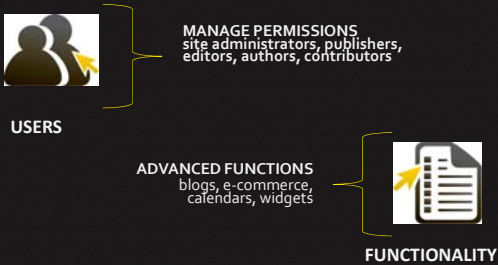 MANAGE PERMISSIONS
site administrators, publishers,
editors, authors, contributors
USERS
ADVANCED FUNCTIONS
blogs, e-commerce,
calendars, widgets
FUNCTIONALITY